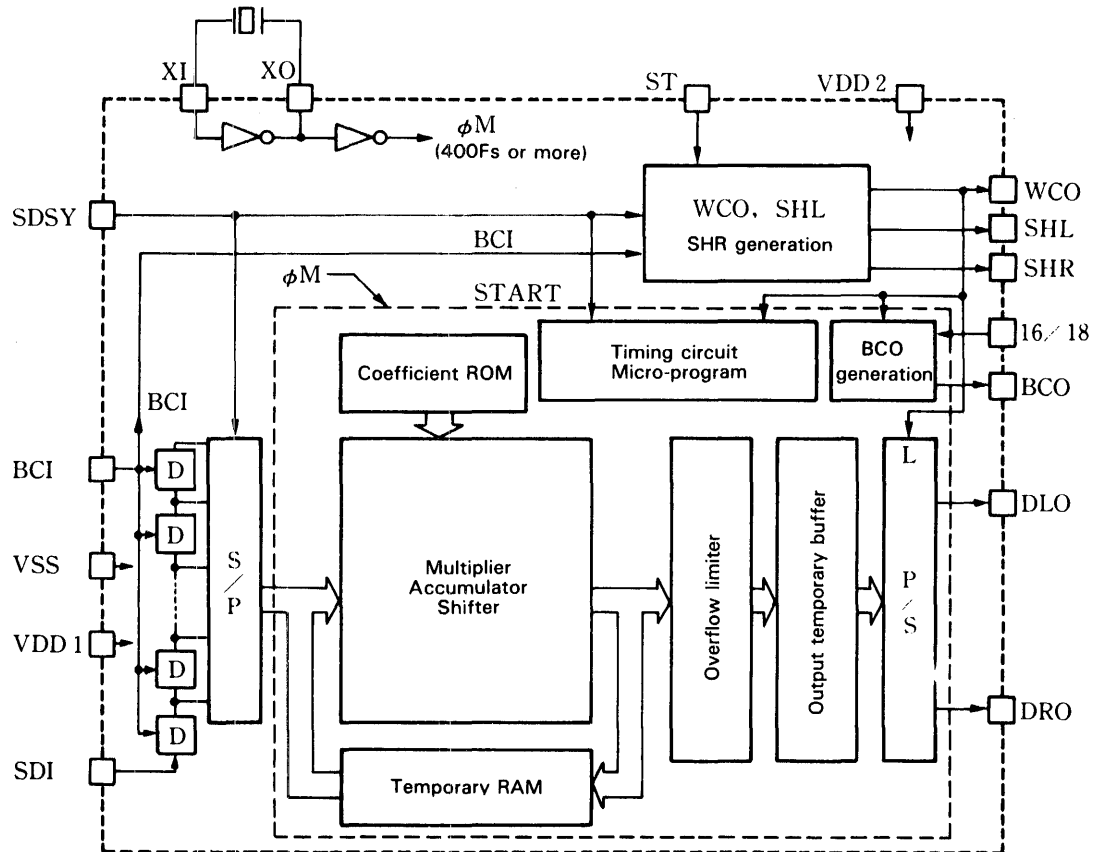 XI
XO
ST
VDD 2
φM
(400Fs or more)
SDSY
WCO, SHL
SHR generation
WCO
SHL
SHR
BCI
φM
START
16/18
Coefficient ROM
Timing circuit
Micro-program
BCO
generation
BCO
BCI
BCI
D
D
D
D
S/P
VSS
VDD 1
SDI
Multiplier
Accumulator
Shifter
Overflow limiter
Output temporary buffer
L
P/S
DLO
DRO
Temporary RAM